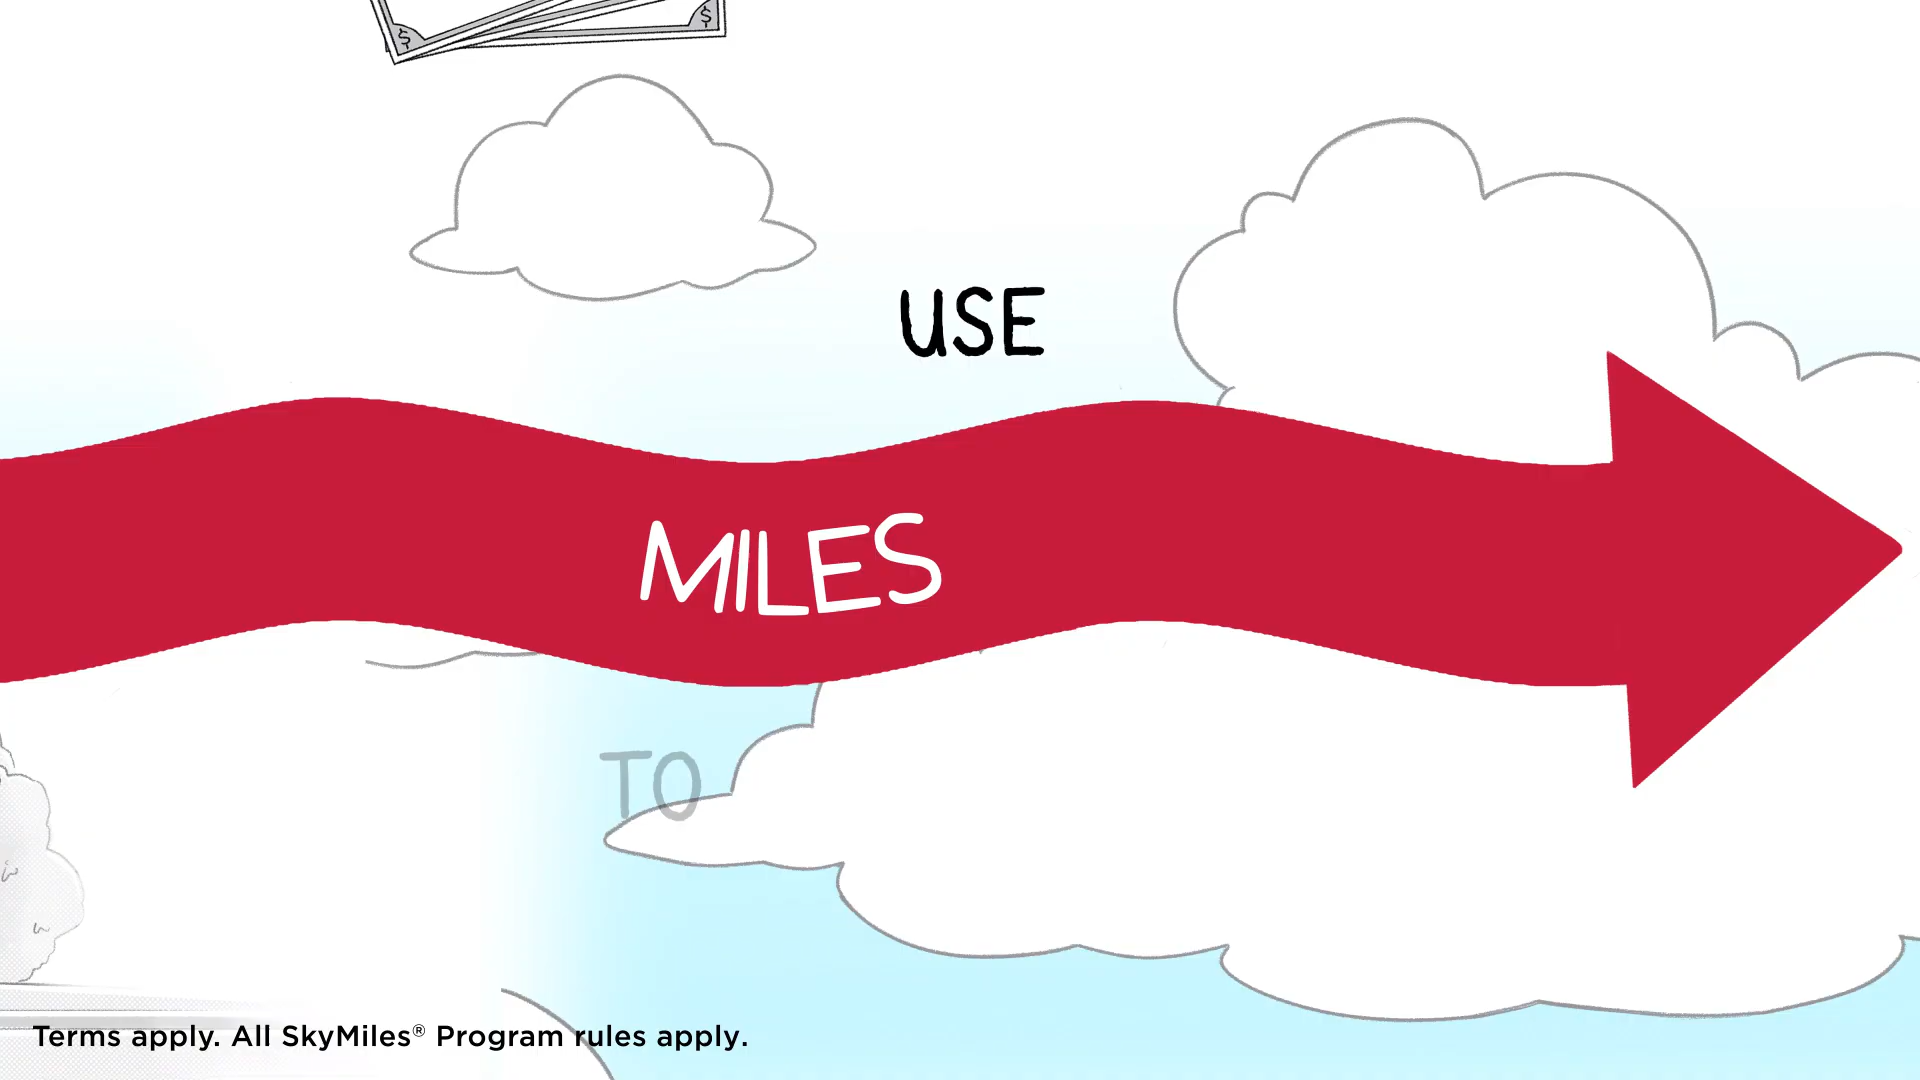 $ $
USE
MILES
TO
Terms apply. All SkyMiles® Program rules apply.